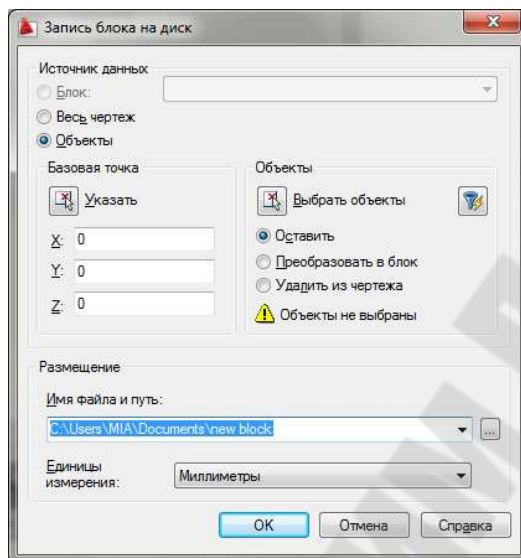 Запись блока на диск
Источник данных
Блок:
Весь чертеж
Объекты
Базовая точка
Указать
X: 0
Y: 0
Z: 0
Объекты
Выбрать объекты
Оставить
Преобразовать в блок
Удалить из чертежа
Объекты не выбраны
Размещение
Имя файла и путь:
C:\Users\MIA\Documents\new block
...
Единицы
измерения:
Миллиметры
OK Отмена Справка